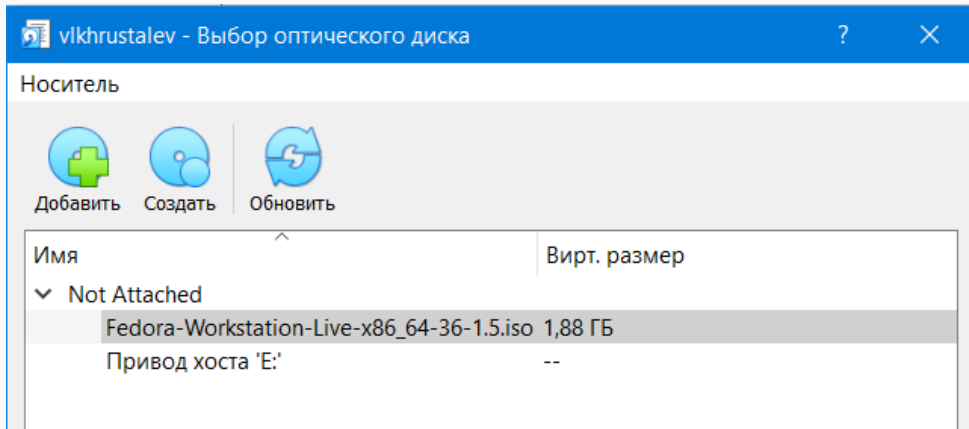 vlkhrustalev - Выбор оптического диска ?
Носитель
Добавить Создать Обновить
Имя Вирт. размер
Not Attached
Fedora-Workstation-Live-x86_64-36-1.5.iso 1,88 ГБ
Привод хоста 'E:' --